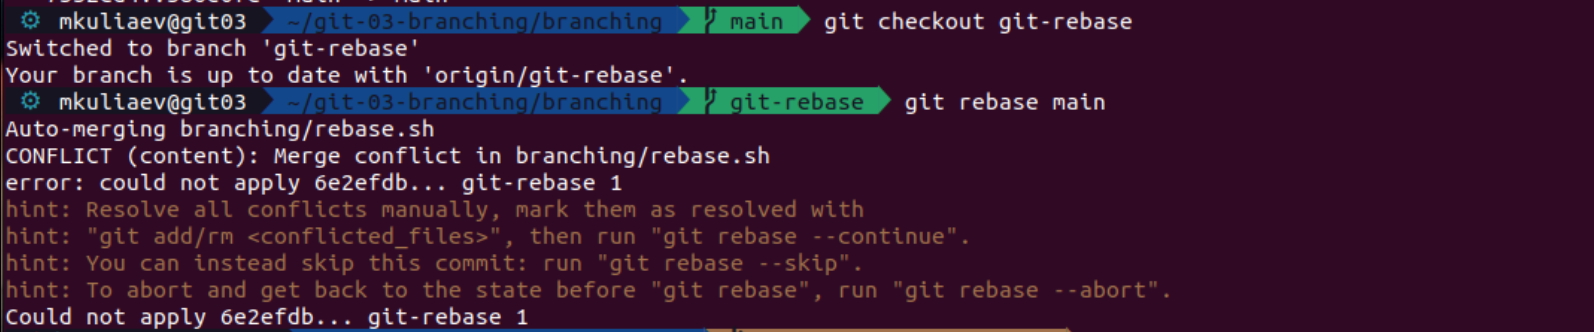 mkuliaev@git03 ~/git-03-branching/branching main git checkout git-rebase
Switched to branch 'git-rebase'
Your branch is up to date with 'origin/git-rebase'.
mkuliaev@git03 ~/git-03-branching/branching git-rebase git rebase main
Auto-merging branching/rebase.sh
CONFLICT (content): Merge conflict in branching/rebase.sh
error: could not apply 6e2efdb... git-rebase 1
hint: Resolve all conflicts manually, mark them as resolved with
hint: "git add/rm <conflicted_files>", then run "git rebase --continue".
hint: You can instead skip this commit: run "git rebase --skip".
hint: To abort and get back to the state before "git rebase", run "git rebase --abort".
Could not apply 6e2efdb... git-rebase 1